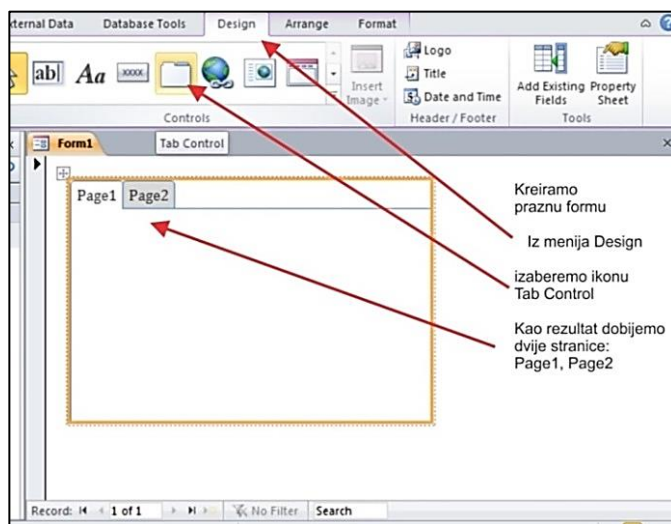 ternal Data Database Tools Design Arrange Format
ab Aa xxxx Insert Image Logo
Title
Date and Time
Add Existing Fields Property Sheet
Controls Header / Footer Tools
Form1 Tab Control
Page1 Page2
Kreiramo
praznu formu
Iz menija Design
izaberemo ikonu
Tab Control
Kao rezultat dobijemo
dvije stranice:
Page1, Page2
Record: 1 of 1 No Filter Search